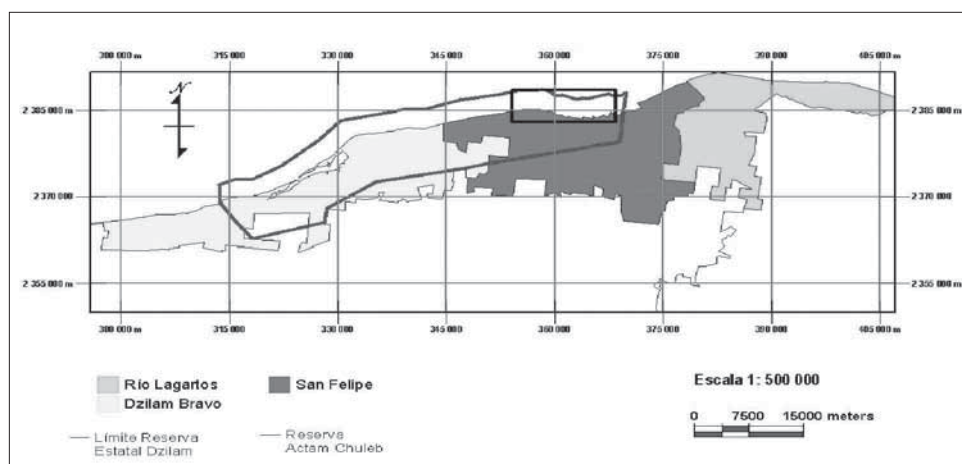 300 000 m 315 000 330 000 345 000 360 000 375 000 390 000 405 000 m
N
2 385 000 m 2 385 000 m
2 370 000 m 2 370 000 m
2 355 000 m 2 355 000 m
300 000 m 315 000 330 000 345 000 360 000 375 000 390 000 405 000 m
Río Lagartos San Felipe
Dzilam Bravo
Escala 1: 500 000
0 7500 15000 meters
Límite Reserva
Estatal Dzilam
Reserva
Actam Chuleb